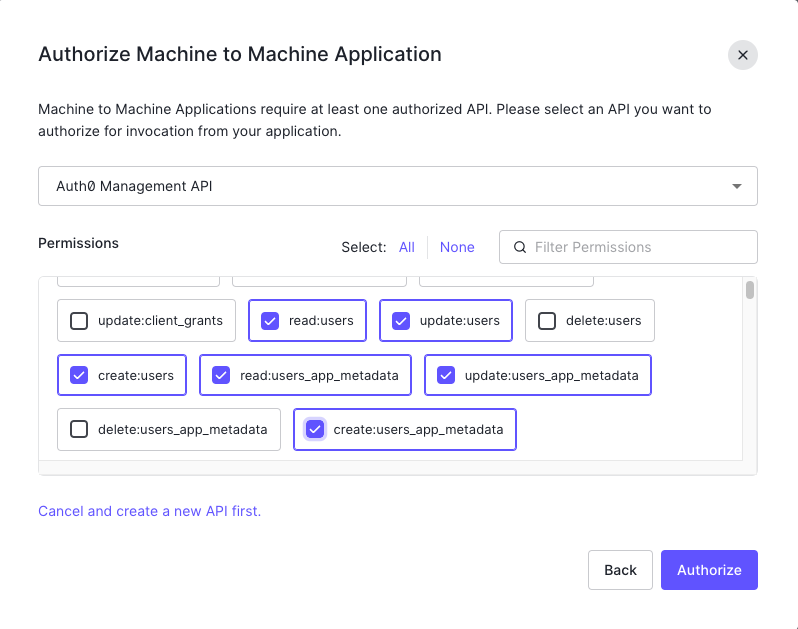 Authorize Machine to Machine Application
Machine to Machine Applications require at least one authorized API. Please select an API you want to
authorize for invocation from your application.
Auth0 Management API
Permissions Select: All None Filter Permissions
update:client_grants read:users update:users delete:users
create:users read:users_app_metadata update:users_app_metadata
delete:users_app_metadata create:users_app_metadata
Cancel and create a new API first.
Back Authorize